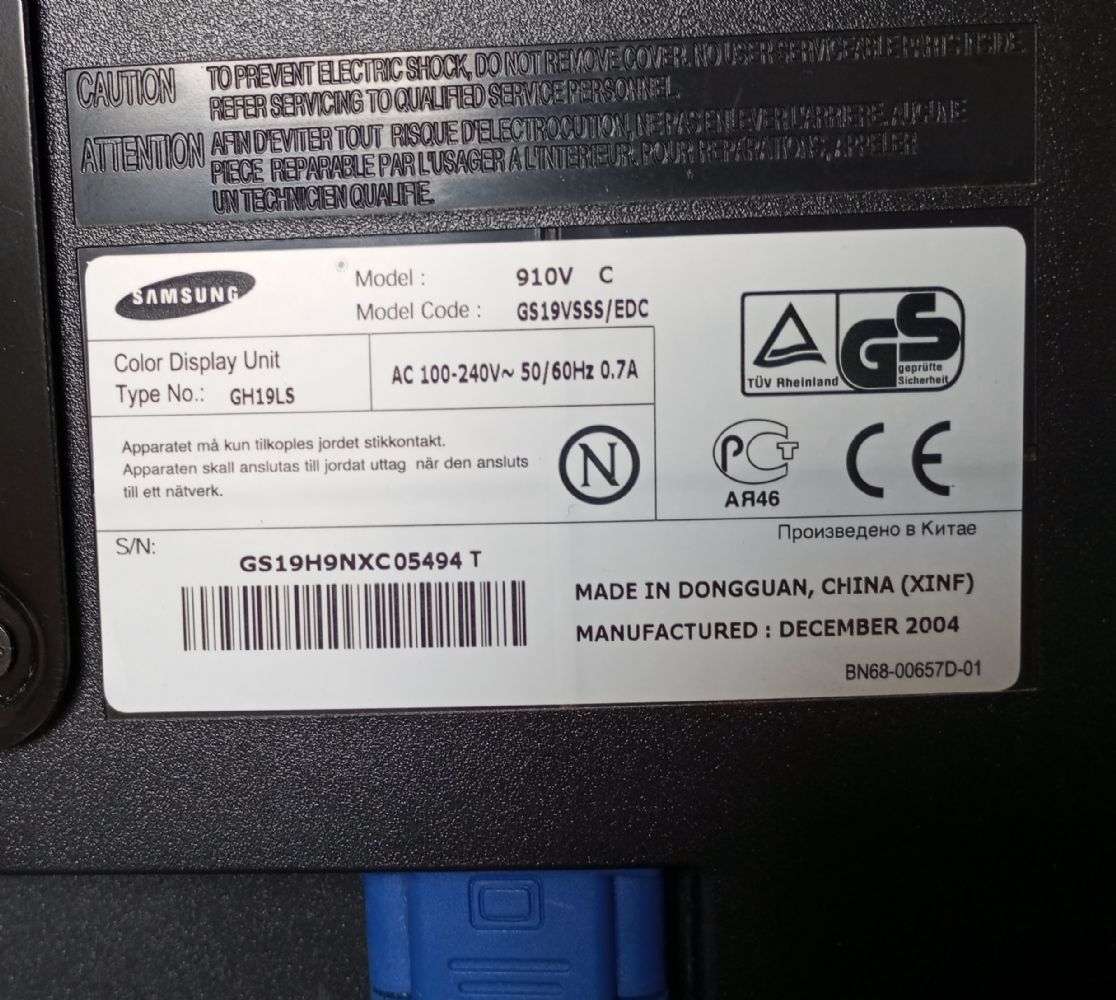 CAUTION TO PREVENT ELECTRIC SHOCK, DO NOT REMOVE COVER. NO USER-SERVICEABLE PARTS INSIDE.
REFER SERVICING TO QUALIFIED SERVICE PERSONNEL.
ATTENTION AFIN D'EVITER TOUT RISQUE D'ELECTROCUTION, NE PAS ENLEVER L'ARRIERE. AUCUNE
PIECE REPARABLE PAR L'USAGER A L'INTERIEUR. POUR REPARATIONS, APPELER
UN TECHNICIEN QUALIFIE.
SAMSUNG
Model : 910V C
Model Code : GS19VSSS/EDC
Color Display Unit
Type No.: GH19LS
AC 100-240V~ 50/60Hz 0.7A
TÜV Rheinland
GS
geprüfte
Sicherheit
Apparatet må kun tilkoples jordet stikkontakt.
Apparaten skall anslutas till jordat uttag när den ansluts
till ett nätverk.
N
РСТ
АЯ46
CE
Произведено в Китае
S/N:
GS19H9NXC05494 T
MADE IN DONGGUAN, CHINA (XINF)
MANUFACTURED : DECEMBER 2004
BN68-00657D-01